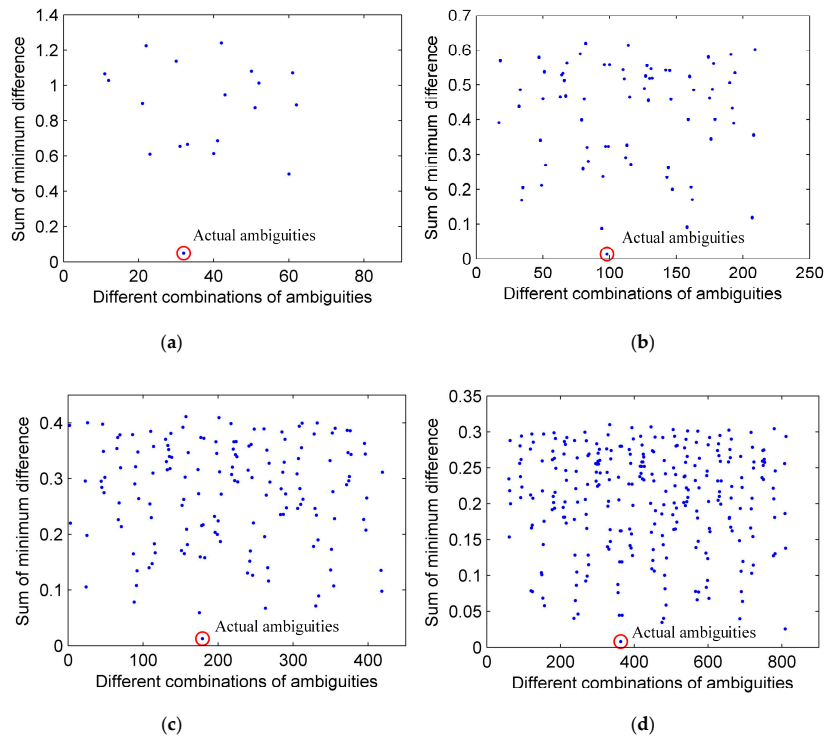 1.4
1.2
1
0.8
0.6
0.4
0.2
0
0 20 40 60 80
Sum of minimum difference
Actual ambiguities
Different combinations of ambiguities
(a)
0.7
0.6
0.5
0.4
0.3
0.2
0.1
0
0 50 100 150 200 250
Sum of minimum difference
Actual ambiguities
Different combinations of ambiguities
(b)
0.4
0.3
0.2
0.1
0
0 100 200 300 400
Sum of minimum difference
Actual ambiguities
Different combinations of ambiguities
(c)
0.35
0.3
0.25
0.2
0.15
0.1
0.05
0
0 200 400 600 800
Sum of minimum difference
Actual ambiguities
Different combinations of ambiguities
(d)